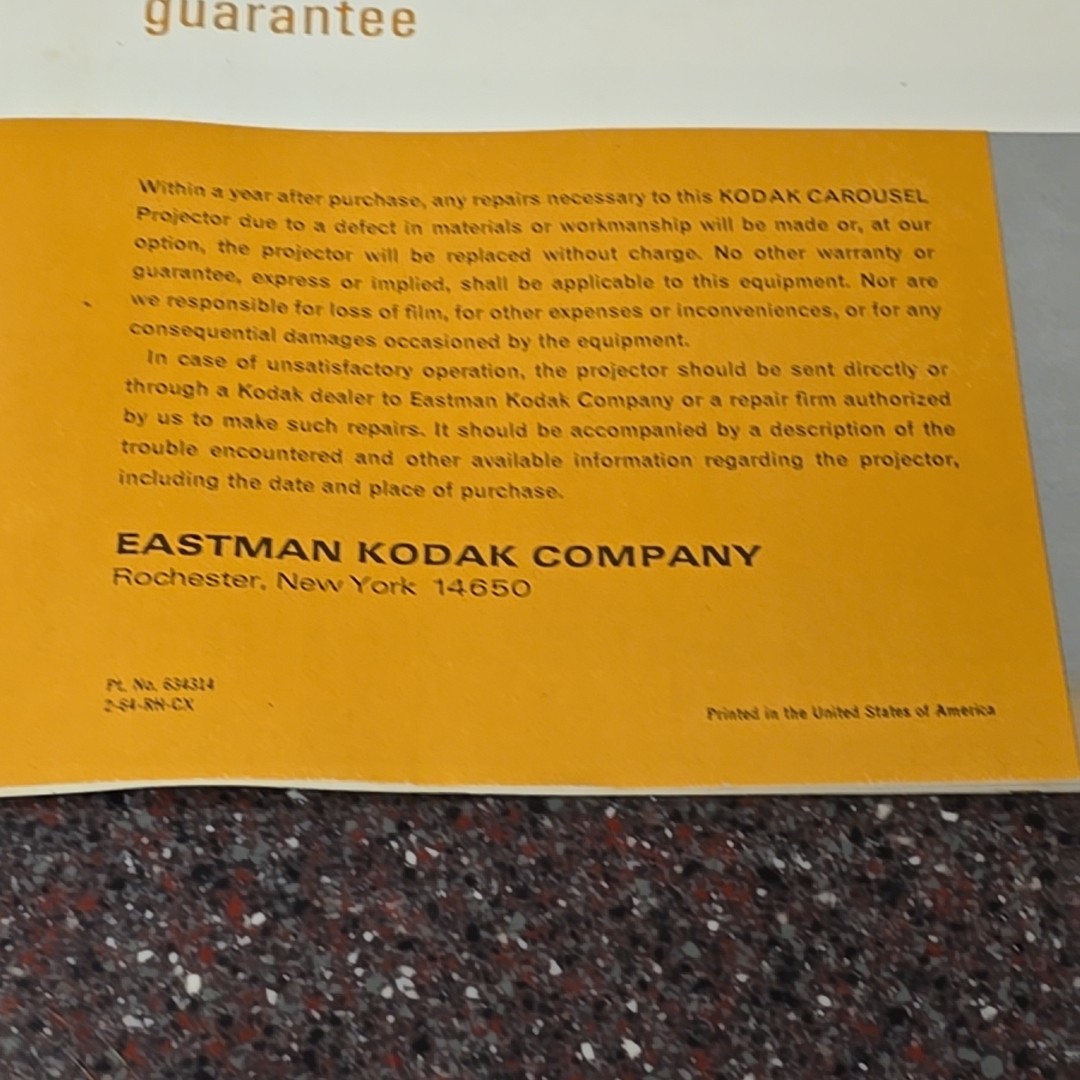 guarantee
Within a year after purchase, any repairs necessary to this KODAK CAROUSEL
Projector due to a defect in materials or workmanship will be made or, at our
option, the projector will be replaced without charge. No other warranty or
guarantee, express or implied, shall be applicable to this equipment. Nor are
we responsible for loss of film, for other expenses or inconveniences, or for any
consequential damages occasioned by the equipment.
In case of unsatisfactory operation, the projector should be sent directly or
through a Kodak dealer to Eastman Kodak Company or a repair firm authorized
by us to make such repairs. It should be accompanied by a description of the
trouble encountered and other available information regarding the projector,
including the date and place of purchase.
EASTMAN KODAK COMPANY
Rochester, New York 14650
Pt. No. 634314
2-64-RH-CX
Printed in the United States of America